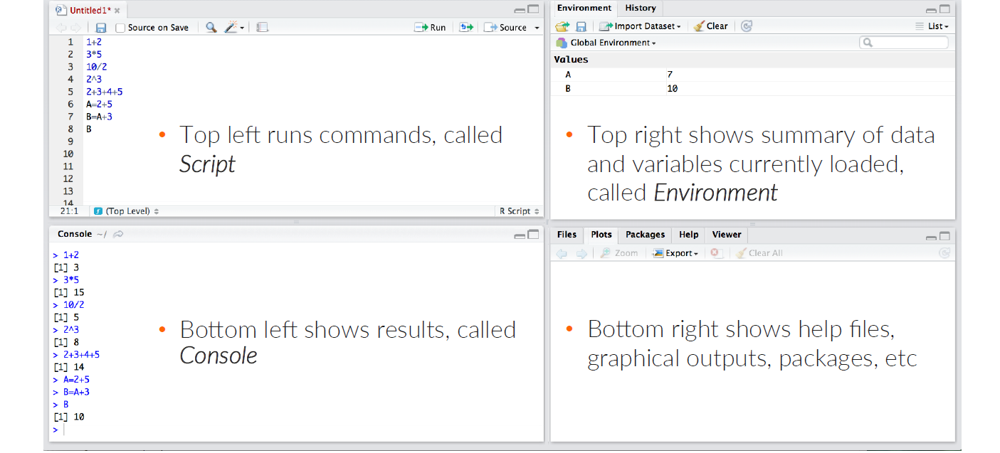 Untitled1*
Source on Save
Run
Source
1 1+2
2 3*5
3 10/2
4 2^3
5 2+3+4+5
6 A=2+5
7 B=A+3
8 B
9
10
11
12
13
14
• Top left runs commands, called
Script
21:1 (Top Level) R Script
Environment History
Import Dataset Clear List
Global Environment
Values
A 7
B 10
• Top right shows summary of data
and variables currently loaded,
called Environment
Console ~/
> 1+2
[1] 3
> 3*5
[1] 15
> 10/2
[1] 5
> 2^3
[1] 8
> 2+3+4+5
[1] 14
> A=2+5
> B=A+3
> B
[1] 10
>
• Bottom left shows results, called
Console
Files Plots Packages Help Viewer
Zoom Export Clear All
• Bottom right shows help files,
graphical outputs, packages, etc